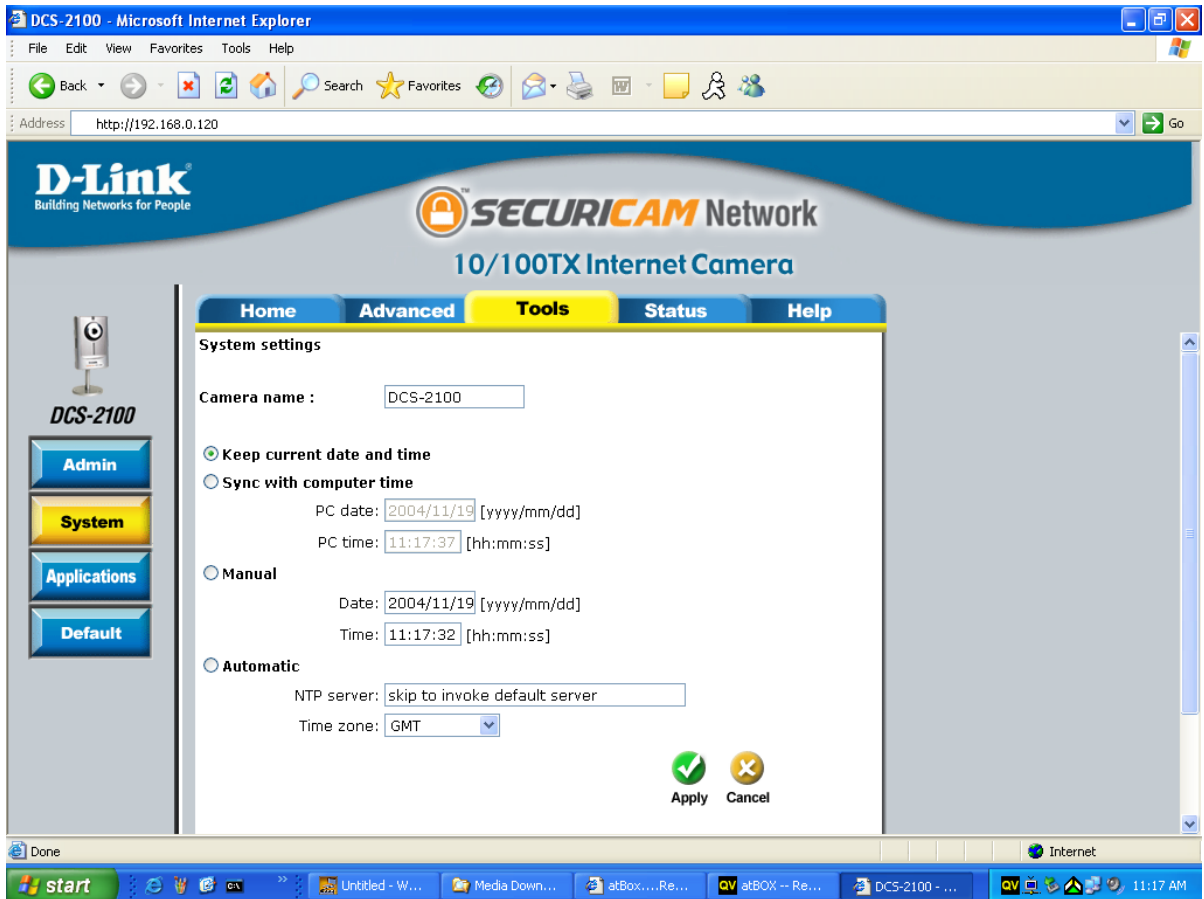 DCS-2100 - Microsoft Internet Explorer
File Edit View Favorites Tools Help
Back Search Favorites
Address http://192.168.0.120 Go
D-Link®
Building Networks for People
SECURICAM™ Network
10/100TX Internet Camera
Home Advanced Tools Status Help
DCS-2100
Admin
System
Applications
Default
System settings
Camera name : DCS-2100
Keep current date and time
Sync with computer time
PC date: 2004/11/19 [yyyy/mm/dd]
PC time: 11:17:37 [hh:mm:ss]
Manual
Date: 2004/11/19 [yyyy/mm/dd]
Time: 11:17:32 [hh:mm:ss]
Automatic
NTP server: skip to invoke default server
Time zone: GMT
Apply Cancel
Done Internet
start » Untitled - W... Media Down... atBox....Re... QV atBOX -- Re... DCS-2100 - ... QV 11:17 AM